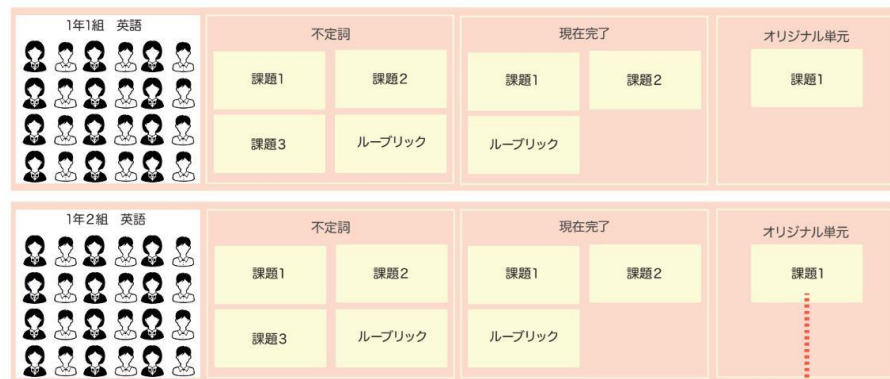 1年1組　英語
不定詞
課題1
課題2
課題3
ルーブリック
現在完了
課題1
課題2
ルーブリック
オリジナル単元
課題1
1年2組　英語
不定詞
課題1
課題2
課題3
ルーブリック
現在完了
課題1
課題2
ルーブリック
オリジナル単元
課題1